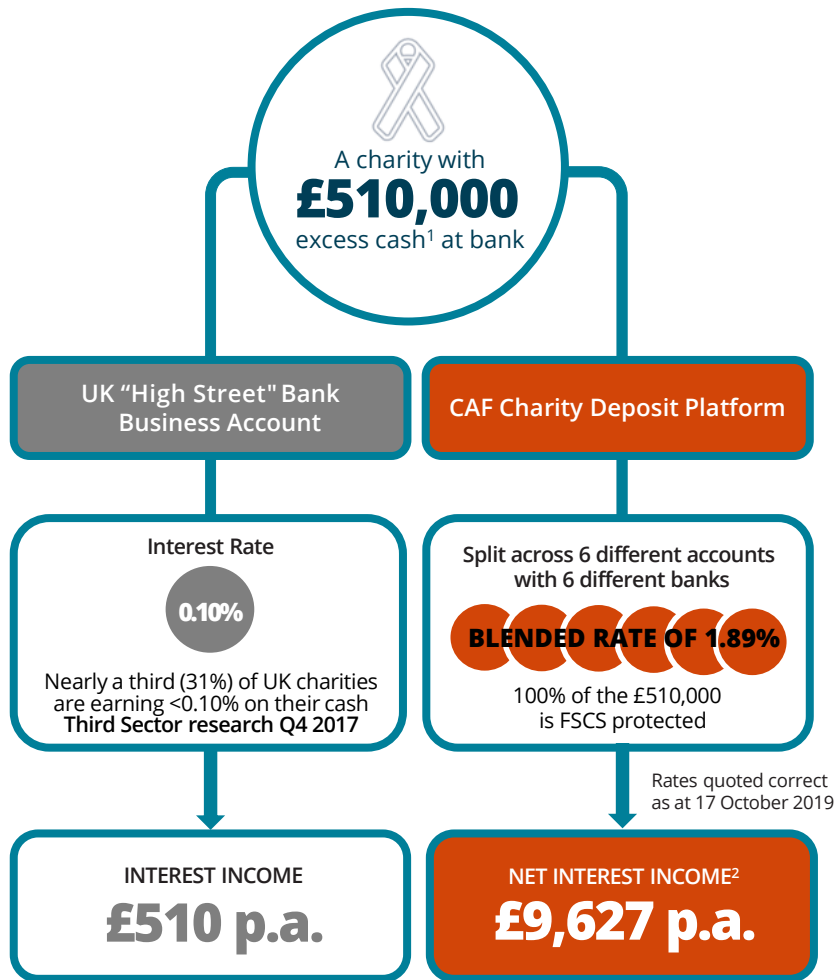 A charity with
£510,000
excess cash¹ at bank
UK “High Street" Bank
Business Account
CAF Charity Deposit Platform
Interest Rate
0.10%
Nearly a third (31%) of UK charities
are earning <0.10% on their cash
Third Sector research Q4 2017
Split across 6 different accounts
with 6 different banks
BLENDED RATE OF 1.89%
100% of the £510,000
is FSCS protected
Rates quoted correct
as at 17 October 2019
INTEREST INCOME
£510 p.a.
NET INTEREST INCOME²
£9,627 p.a.